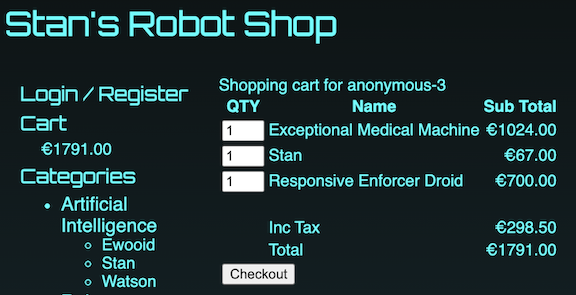 Stan's Robot Shop
Login / Register
Cart
€1791.00
Categories
Artificial
Intelligence
Ewooid
Stan
Watson
Shopping cart for anonymous-3
QTY Name Sub Total
1 Exceptional Medical Machine €1024.00
1 Stan €67.00
1 Responsive Enforcer Droid €700.00
Inc Tax €298.50
Total €1791.00
Checkout